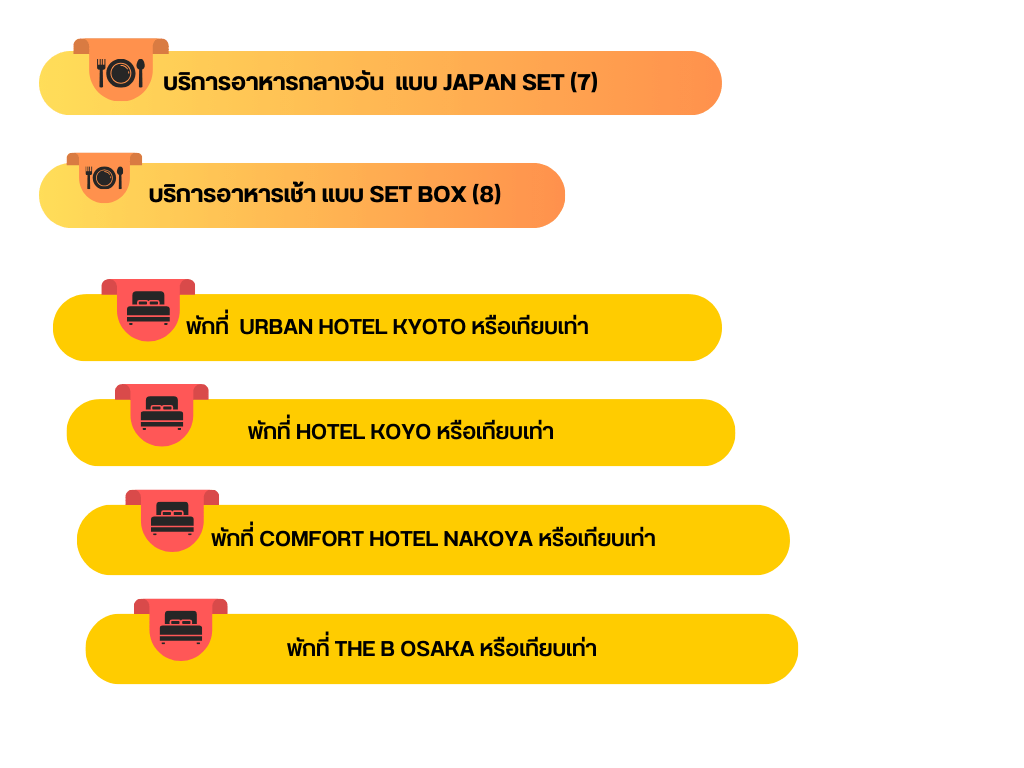 บริการอาหารกลางวัน แบบ JAPAN SET (7)
บริการอาหารเช้า แบบ SET BOX (8)
พักที่ URBAN HOTEL KYOTO หรือเทียบเท่า
พักที่ HOTEL KOYO หรือเทียบเท่า
พักที่ COMFORT HOTEL NAKOYA หรือเทียบเท่า
พักที่ THE B OSAKA หรือเทียบเท่า